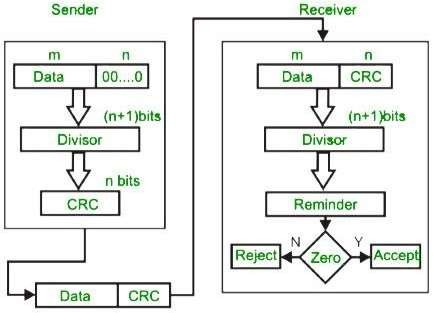 Sender
m n
Data 00....0
(n+1)bits
Divisor
n bits
CRC
Data CRC
Receiver
m n
Data CRC
(n+1)bits
Divisor
Reminder
N Y
Reject Zero Accept